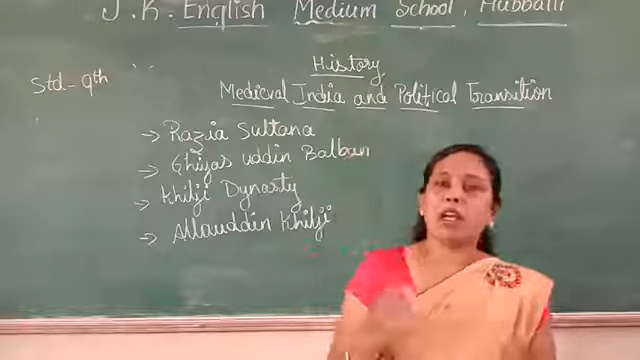 J. K. English Medium School, Hubballi
History
Std - 9th
Medieval India and Political Transition
→ Razia Sultana
→ Ghiyas uddin Balban
→ Khilji Dynasty
→ Allauddin Khilji